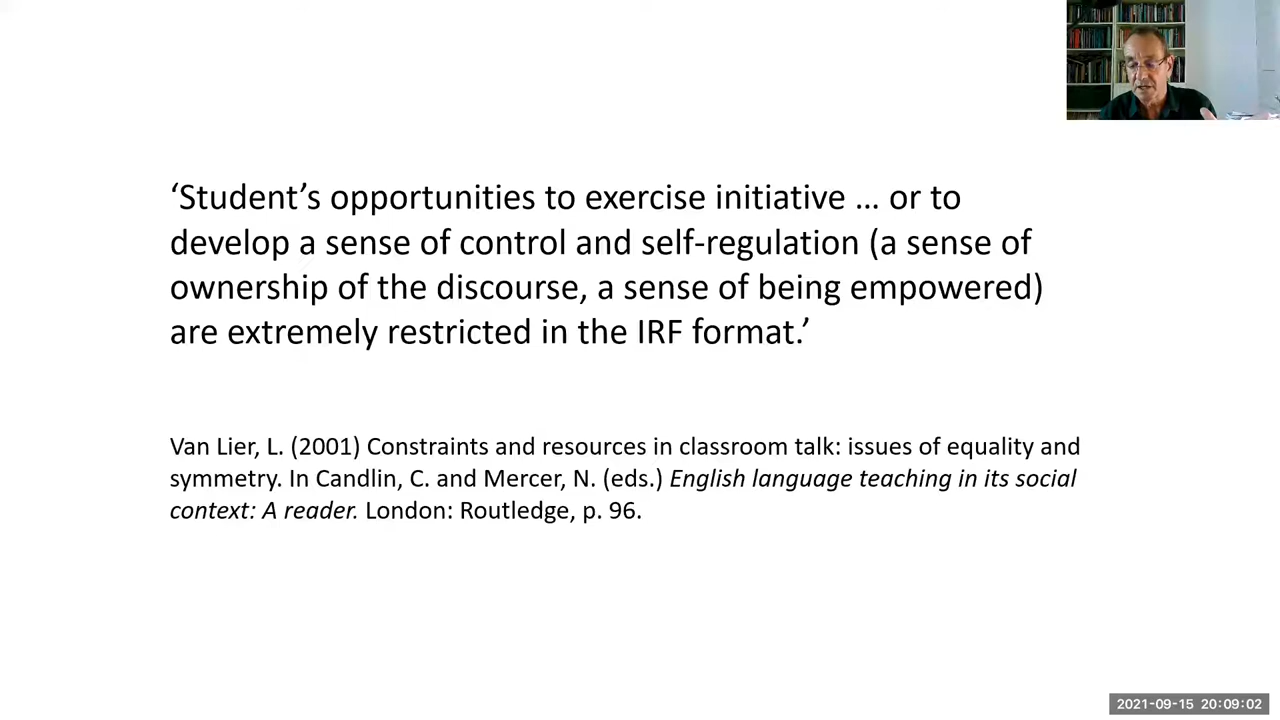 ‘Student’s opportunities to exercise initiative … or to
develop a sense of control and self-regulation (a sense of
ownership of the discourse, a sense of being empowered)
are extremely restricted in the IRF format.’
Van Lier, L. (2001) Constraints and resources in classroom talk: issues of equality and
symmetry. In Candlin, C. and Mercer, N. (eds.) English language teaching in its social
context: A reader. London: Routledge, p. 96.
2021-09-15 20:09:02